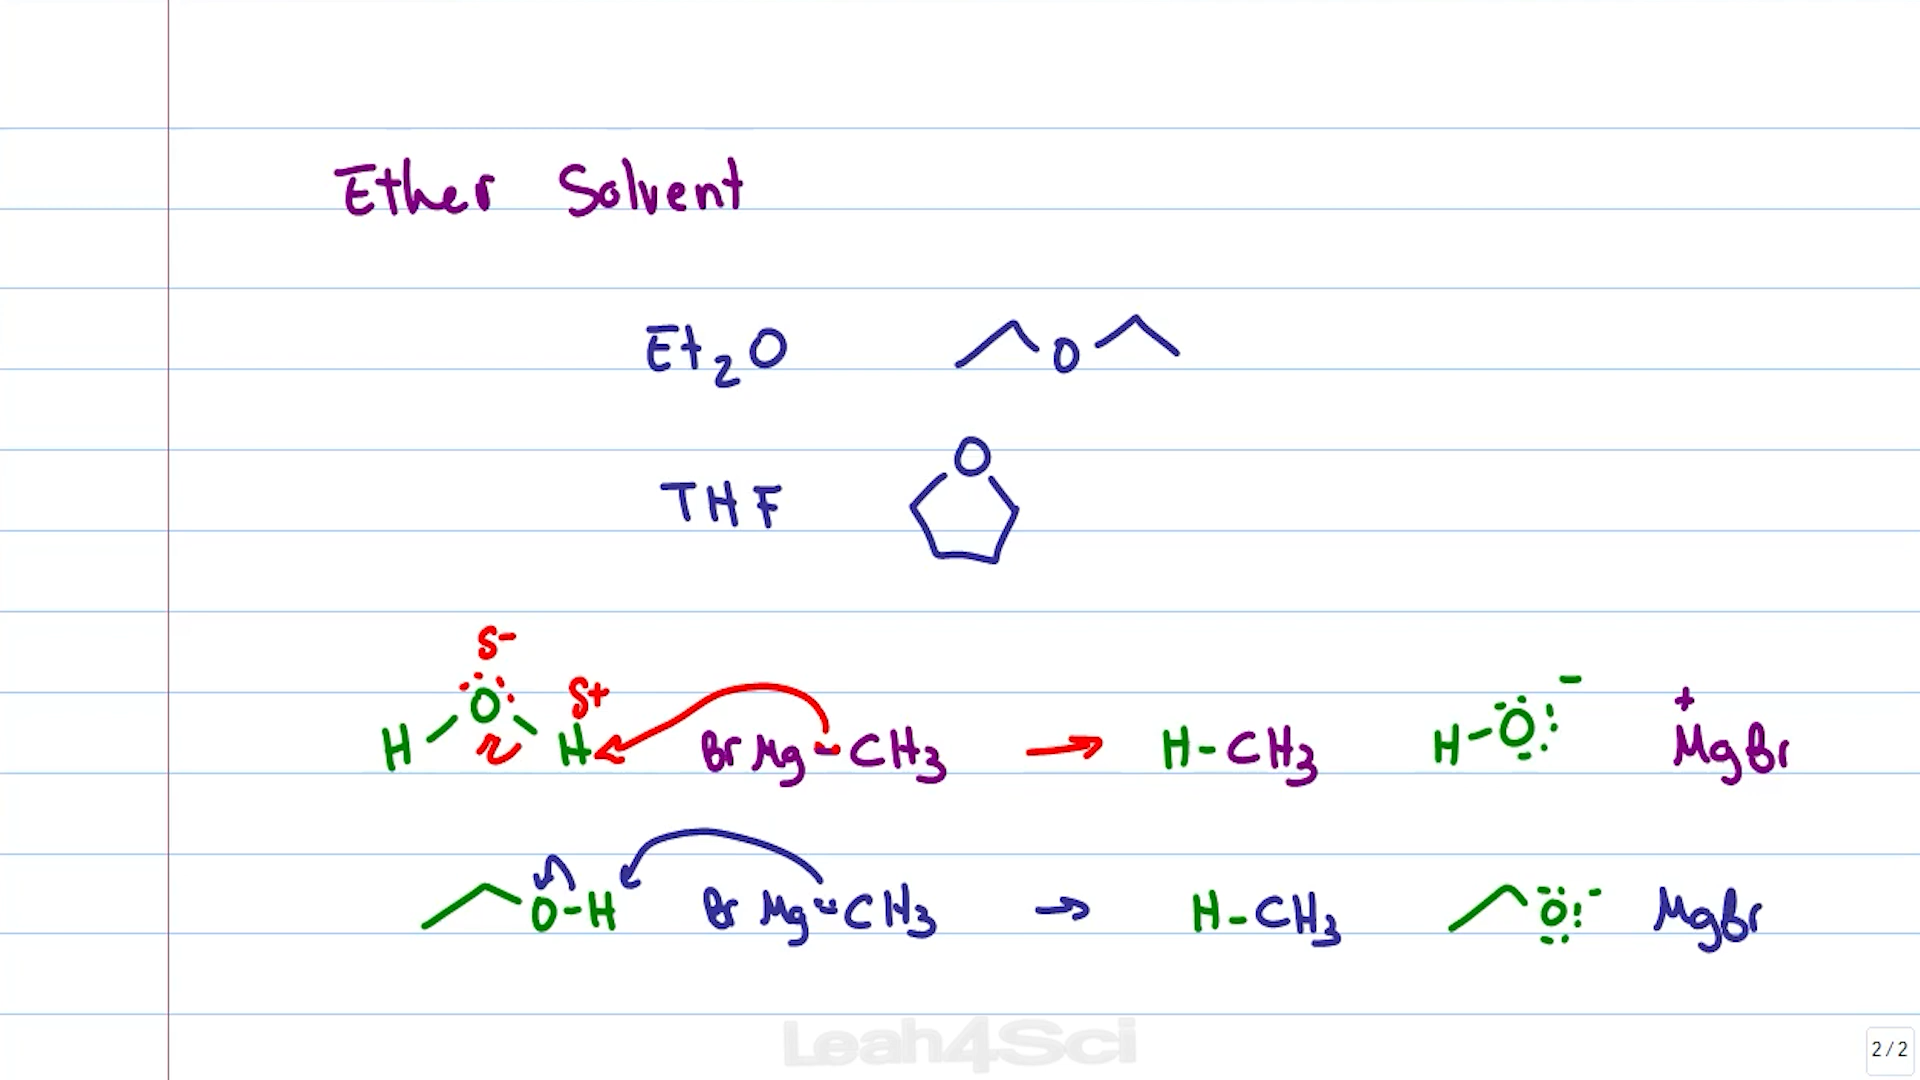 Ether Solvent
Et₂O O
THF O
δ- δ+ H O H BrMg-CH₃ → H-CH₃ H-O:⁻ ⁺MgBr
O-H BrMg-CH₃ → H-CH₃ O:⁻ MgBr
Leah4Sci
2/2